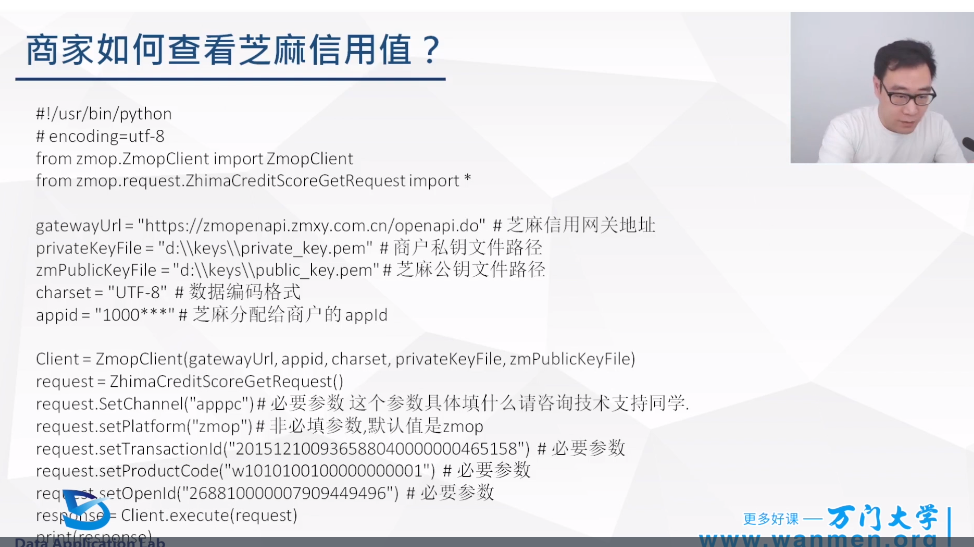 商家如何查看芝麻信用值？
#!/usr/bin/python
# encoding=utf-8
from zmop.ZmopClient import ZmopClient
from zmop.request.ZhimaCreditScoreGetRequest import *
gatewayUrl = "https://zmopenapi.zmxy.com.cn/openapi.do" # 芝麻信用网关地址
privateKeyFile = "d:\\keys\\private_key.pem" # 商户私钥文件路径
zmPublicKeyFile = "d:\\keys\\public_key.pem" # 芝麻公钥文件路径
charset = "UTF-8" # 数据编码格式
appid = "1000***" # 芝麻分配给商户的 appId
Client = ZmopClient(gatewayUrl, appid, charset, privateKeyFile, zmPublicKeyFile)
request = ZhimaCreditScoreGetRequest()
request.SetChannel("apppc") # 必要参数 这个参数具体填什么请咨询技术支持同学.
request.setPlatform("zmop") # 非必填参数,默认值是zmop
request.setTransactionId("201512100936588040000000465158") # 必要参数
request.setProductCode("w1010100100000000001") # 必要参数
request.setOpenId("268810000007909449496") # 必要参数
response = Client.execute(request)
print(response)
Data Application Lab
更多好课 — 万门大学
www.wanmen.org